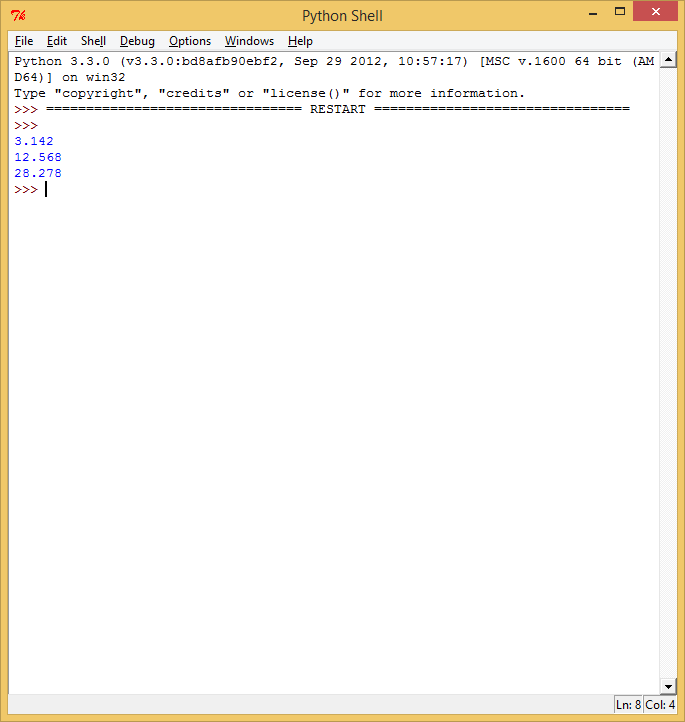 Python Shell
File Edit Shell Debug Options Windows Help
Python 3.3.0 (v3.3.0:bd8afb90ebf2, Sep 29 2012, 10:57:17) [MSC v.1600 64 bit (AM
D64)] on win32
Type "copyright", "credits" or "license()" for more information.
>>> ================================ RESTART ================================
>>>
3.142
12.568
28.278
>>>
Ln: 8 Col: 4